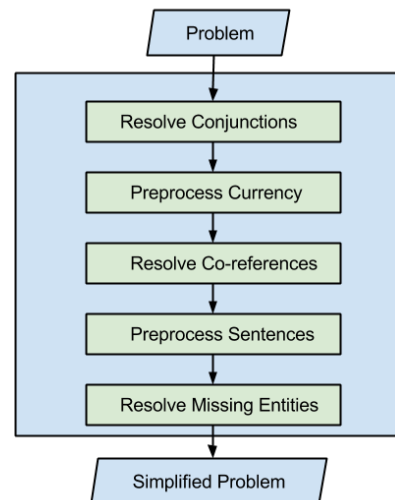 Problem
Resolve Conjunctions
Preprocess Currency
Resolve Co-references
Preprocess Sentences
Resolve Missing Entities
Simplified Problem